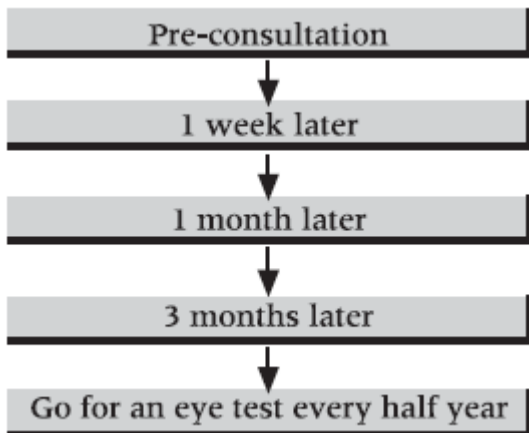 Pre-consultation
1 week later
1 month later
3 months later
Go for an eye test every half year